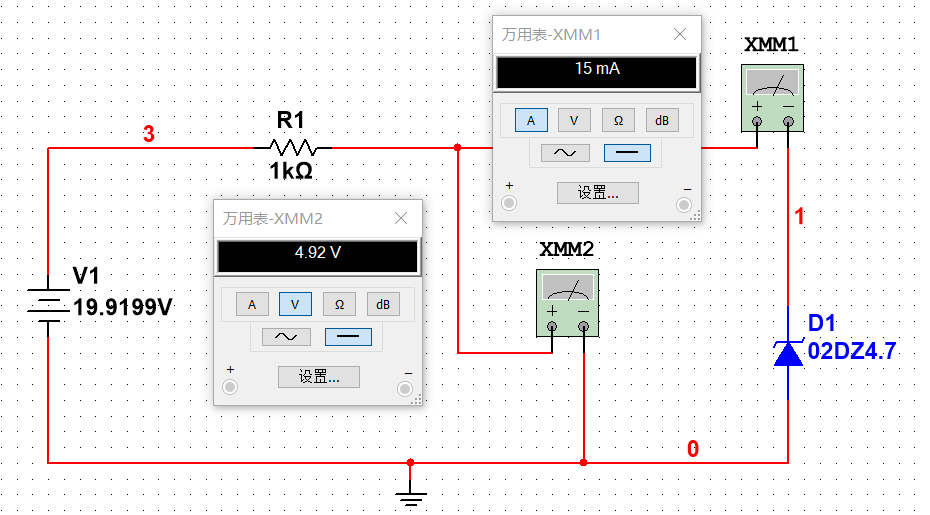 万用表-XMM1
15 mA
A V Ω dB
+ −
设置...
XMM1
+ −
3
R1
1kΩ
万用表-XMM2
4.92 V
A V Ω dB
+ −
设置...
XMM2
+ −
1
V1
19.9199V
D1
02DZ4.7
0